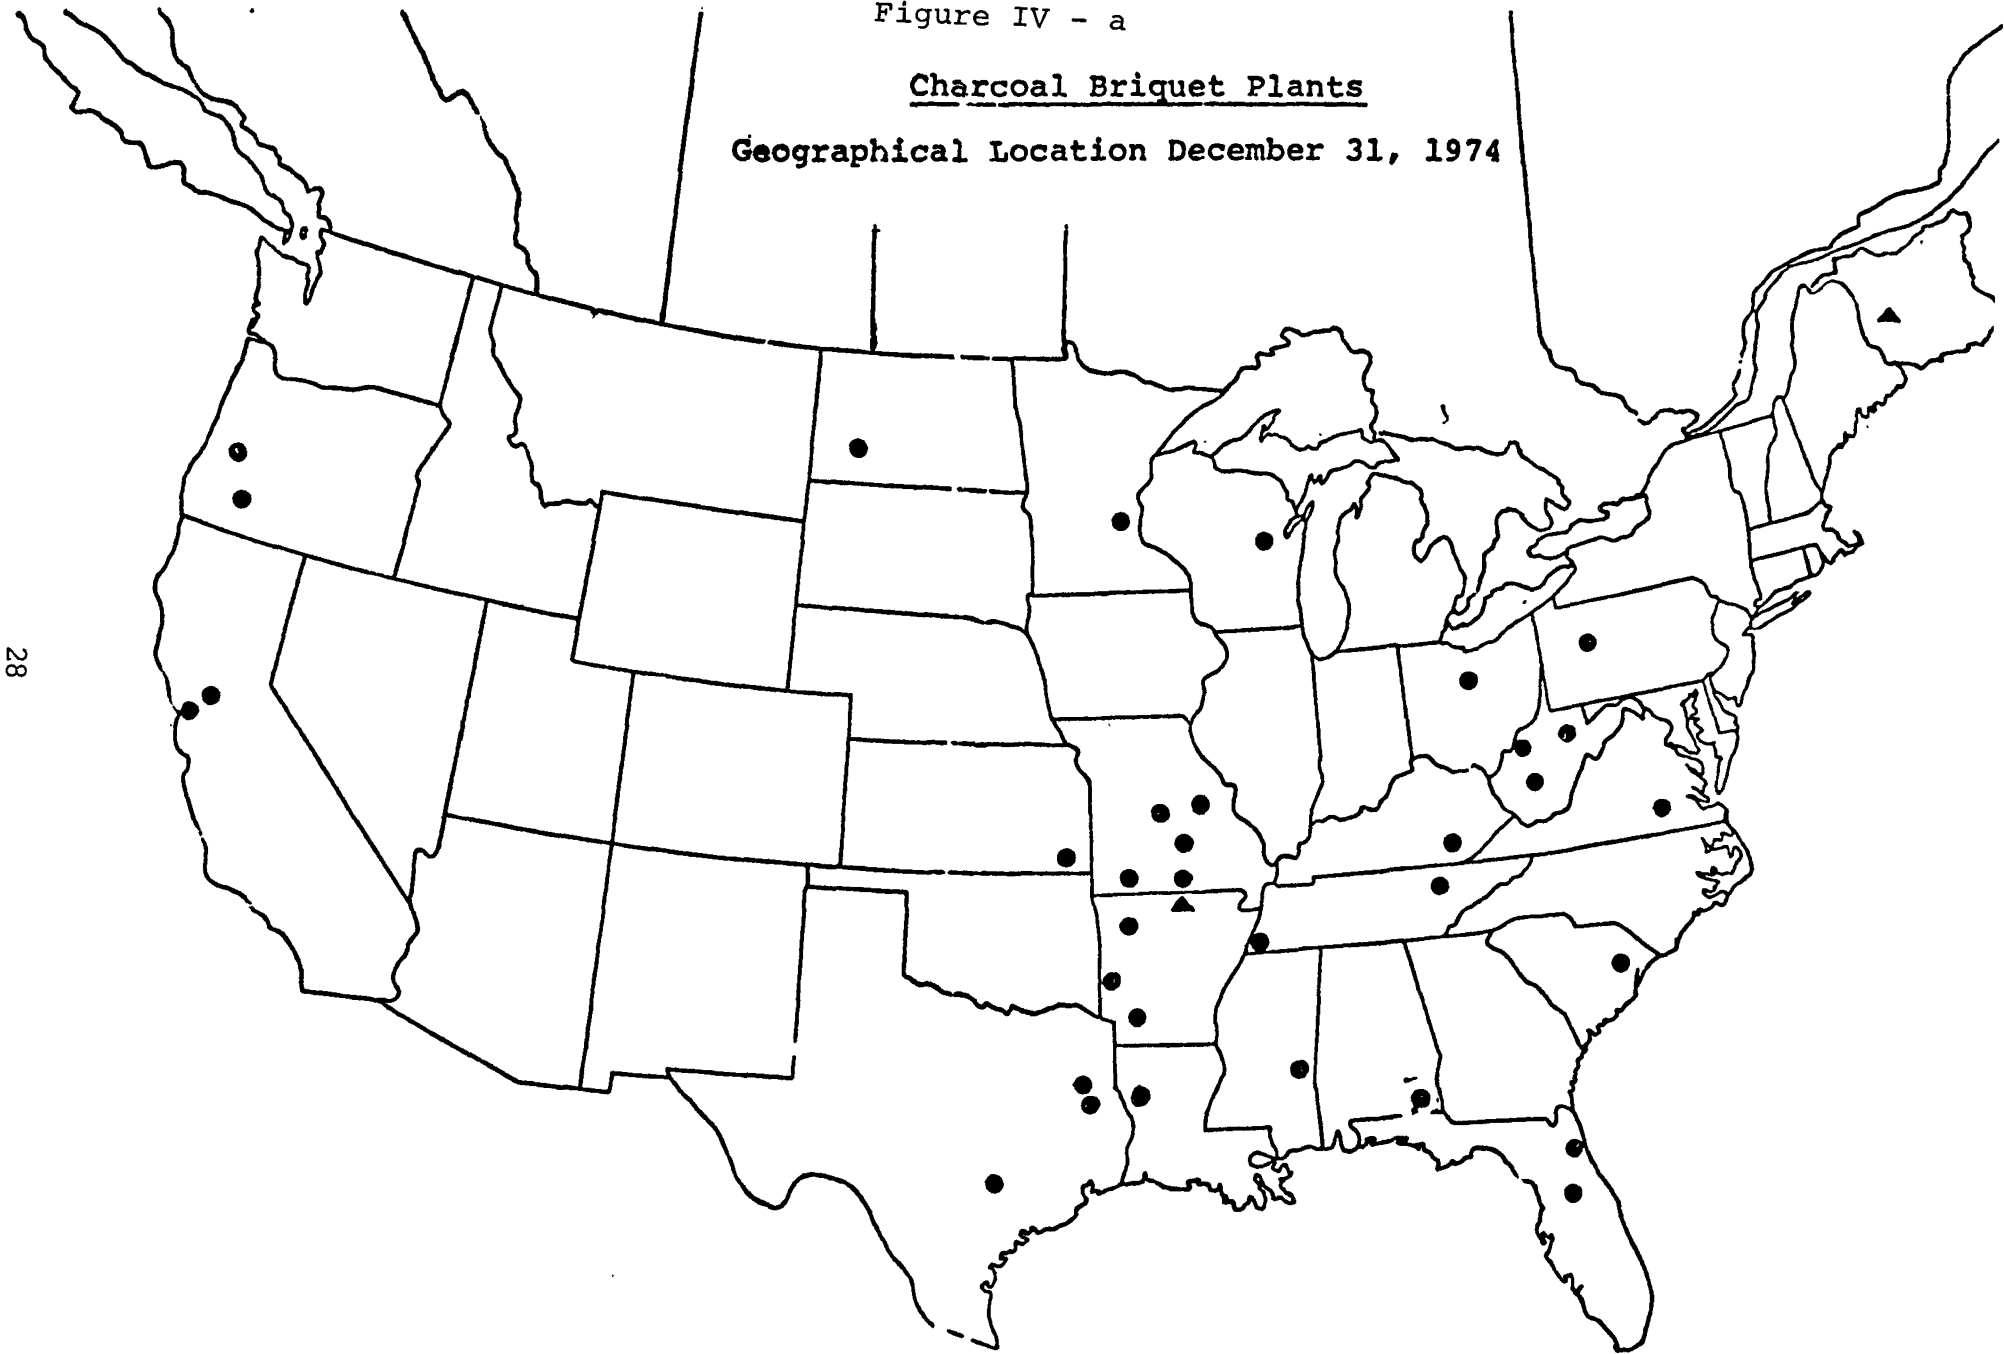 Figure IV - a
Charcoal Briquet Plants
Geographical Location December 31, 1974
28